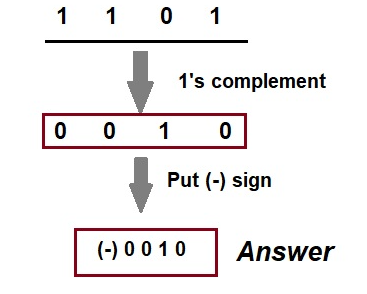 1 1 0 1
1's complement
0 0 1 0
Put (-) sign
(-) 0 0 1 0 Answer